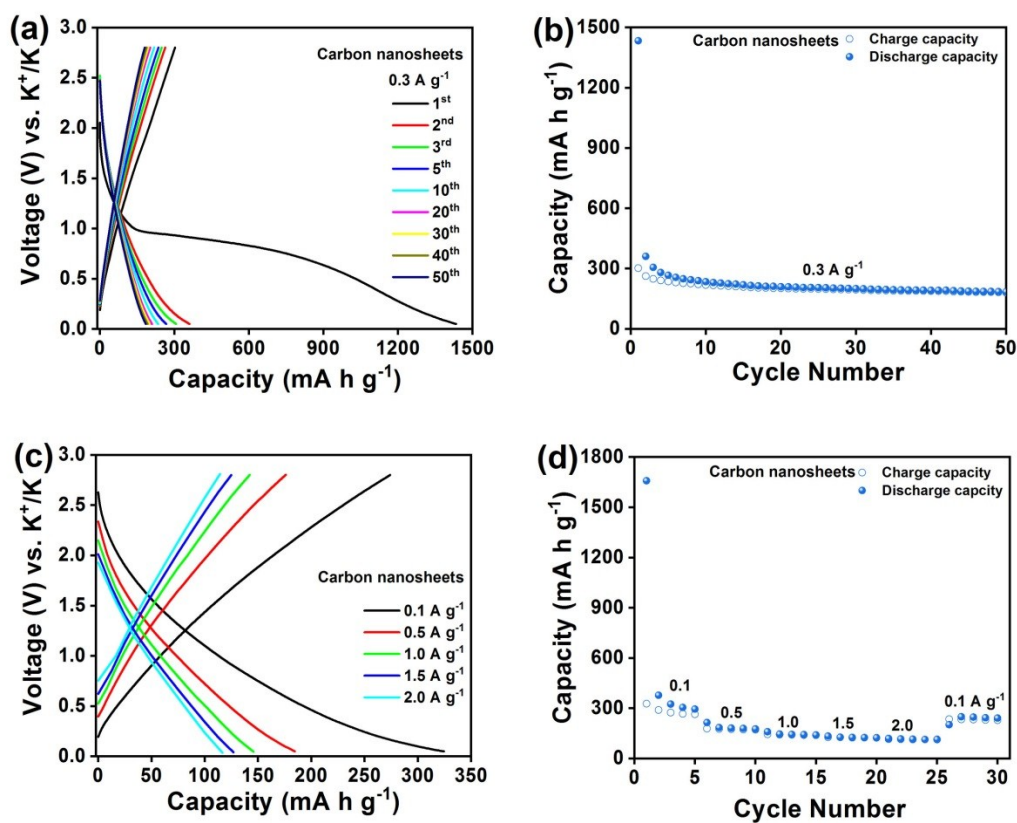 (a)
Voltage (V) vs. K⁺/K
3.0
2.5
2.0
1.5
1.0
0.5
0.0
Carbon nanosheets
0.3 A g⁻¹
1ˢᵗ
2ⁿᵈ
3ʳᵈ
5ᵗʰ
10ᵗʰ
20ᵗʰ
30ᵗʰ
40ᵗʰ
50ᵗʰ
0 300 600 900 1200 1500
Capacity (mA h g⁻¹)
(b)
Capacity (mA h g⁻¹)
1500
1200
900
600
300
0
Carbon nanosheets
Charge capacity
Discharge capacity
0.3 A g⁻¹
0 10 20 30 40 50
Cycle Number
(c)
Voltage (V) vs. K⁺/K
3.0
2.5
2.0
1.5
1.0
0.5
0.0
Carbon nanosheets
0.1 A g⁻¹
0.5 A g⁻¹
1.0 A g⁻¹
1.5 A g⁻¹
2.0 A g⁻¹
0 50 100 150 200 250 300 350
Capacity (mA h g⁻¹)
(d)
Capacity (mA h g⁻¹)
1800
1500
1200
900
600
300
0
Carbon nanosheets
Charge capacity
Discharge capcity
0.1 0.5 1.0 1.5 2.0 0.1 A g⁻¹
0 5 10 15 20 25 30
Cycle Number